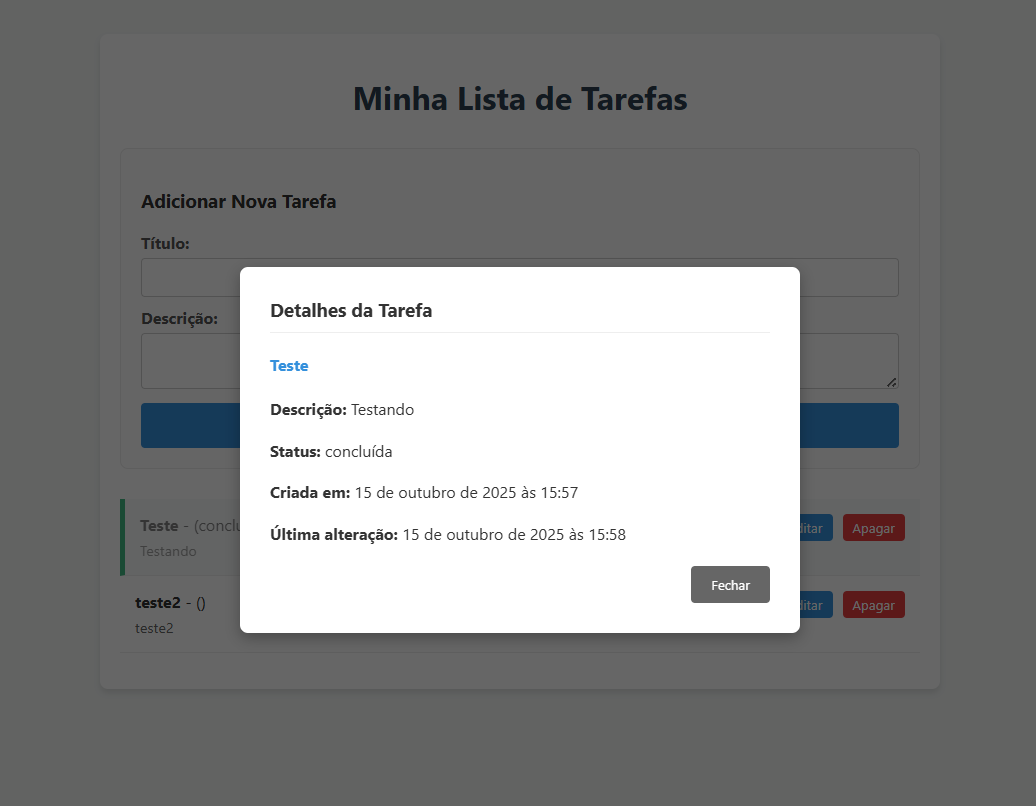 Minha Lista de Tarefas
Adicionar Nova Tarefa
Título:
Descrição:
Detalhes da Tarefa
Teste
Descrição: Testando
Status: concluída
Criada em: 15 de outubro de 2025 às 15:57
Última alteração: 15 de outubro de 2025 às 15:58
Fechar
Teste - (conclu
Testando
ditar Apagar
teste2 - ()
teste2
ditar Apagar